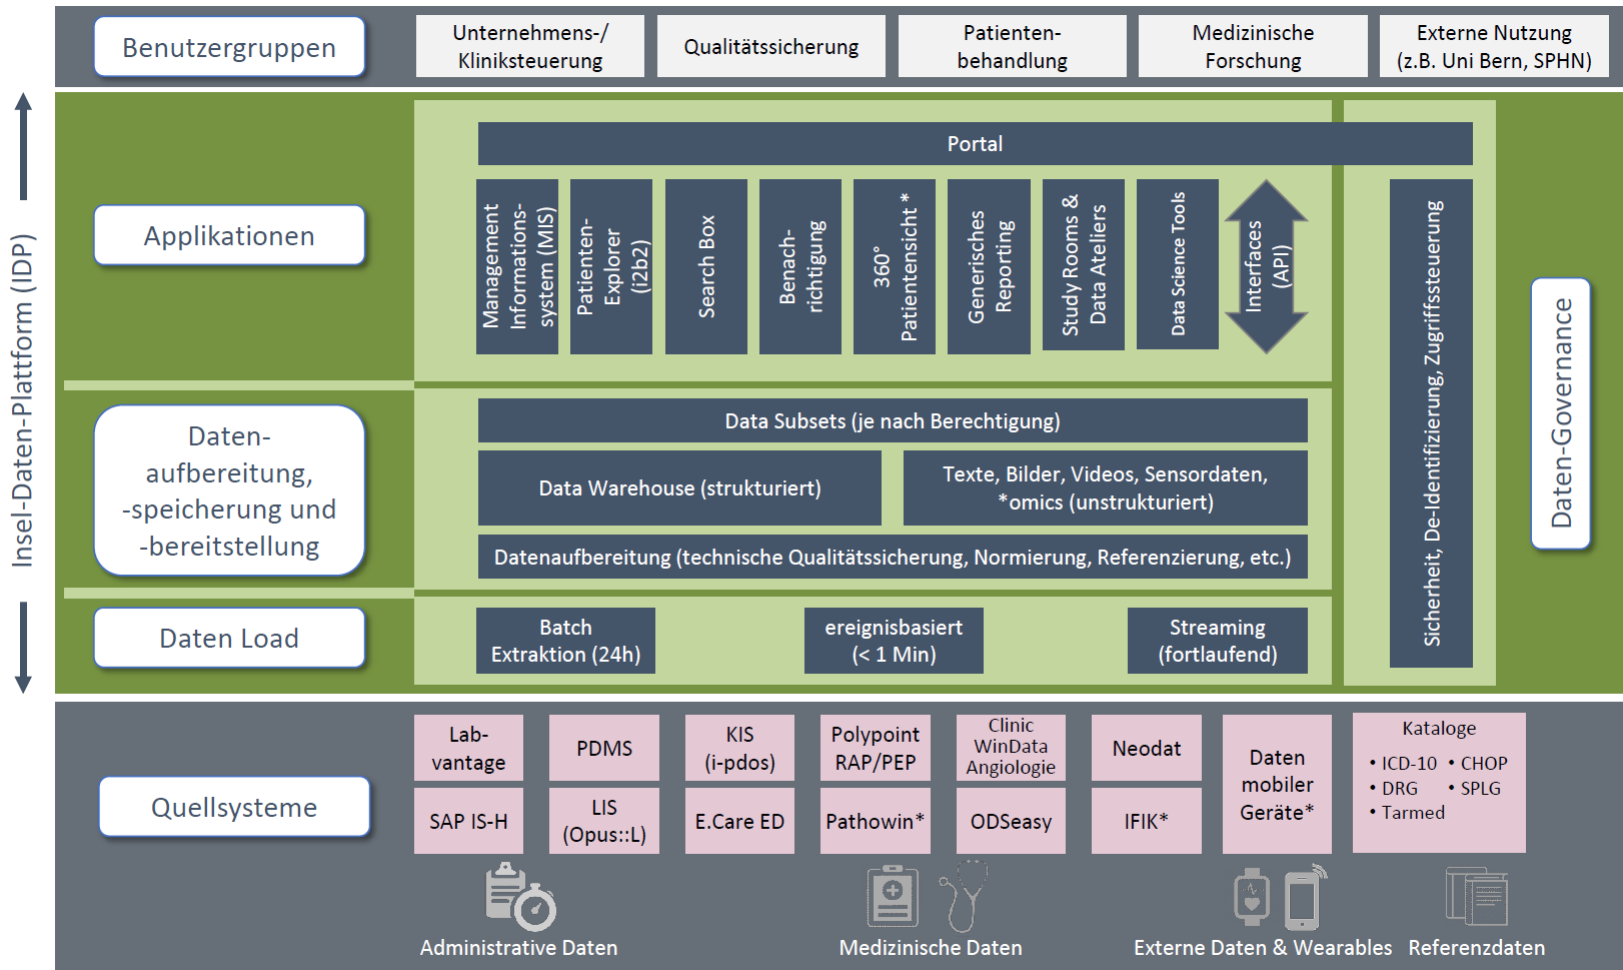 Benutzergruppen
Unternehmens-/
Kliniksteuerung
Qualitätssicherung
Patienten-
behandlung
Medizinische
Forschung
Externe Nutzung
(z.B. Uni Bern, SPHN)
Insel-Daten-Plattform (IDP)
Applikationen
Portal
Management
Informations-
system (MIS)
Patienten-
Explorer
(i2b2)
Search Box
Benach-
richtigung
360°
Patientensicht *
Generisches
Reporting
Study Rooms &
Data Ateliers
Data Science Tools
Interfaces
(API)
Sicherheit, De-Identifizierung, Zugriffssteuerung
Daten-Governance
Daten-
aufbereitung,
-speicherung und
-bereitstellung
Data Subsets (je nach Berechtigung)
Data Warehouse (strukturiert)
Texte, Bilder, Videos, Sensordaten,
*omics (unstrukturiert)
Datenaufbereitung (technische Qualitätssicherung, Normierung, Referenzierung, etc.)
Daten Load
Batch
Extraktion (24h)
ereignisbasiert
(< 1 Min)
Streaming
(fortlaufend)
Quellsysteme
Lab-
vantage
PDMS
KIS
(i-pdos)
Polypoint
RAP/PEP
Clinic
WinData
Angiologie
Neodat
SAP IS-H
LIS
(Opus::L)
E.Care ED
Pathowin*
ODSeasy
IFIK*
Daten
mobiler
Geräte*
Kataloge
• ICD-10 • CHOP
• DRG • SPLG
• Tarmed
Administrative Daten
Medizinische Daten
Externe Daten & Wearables
Referenzdaten